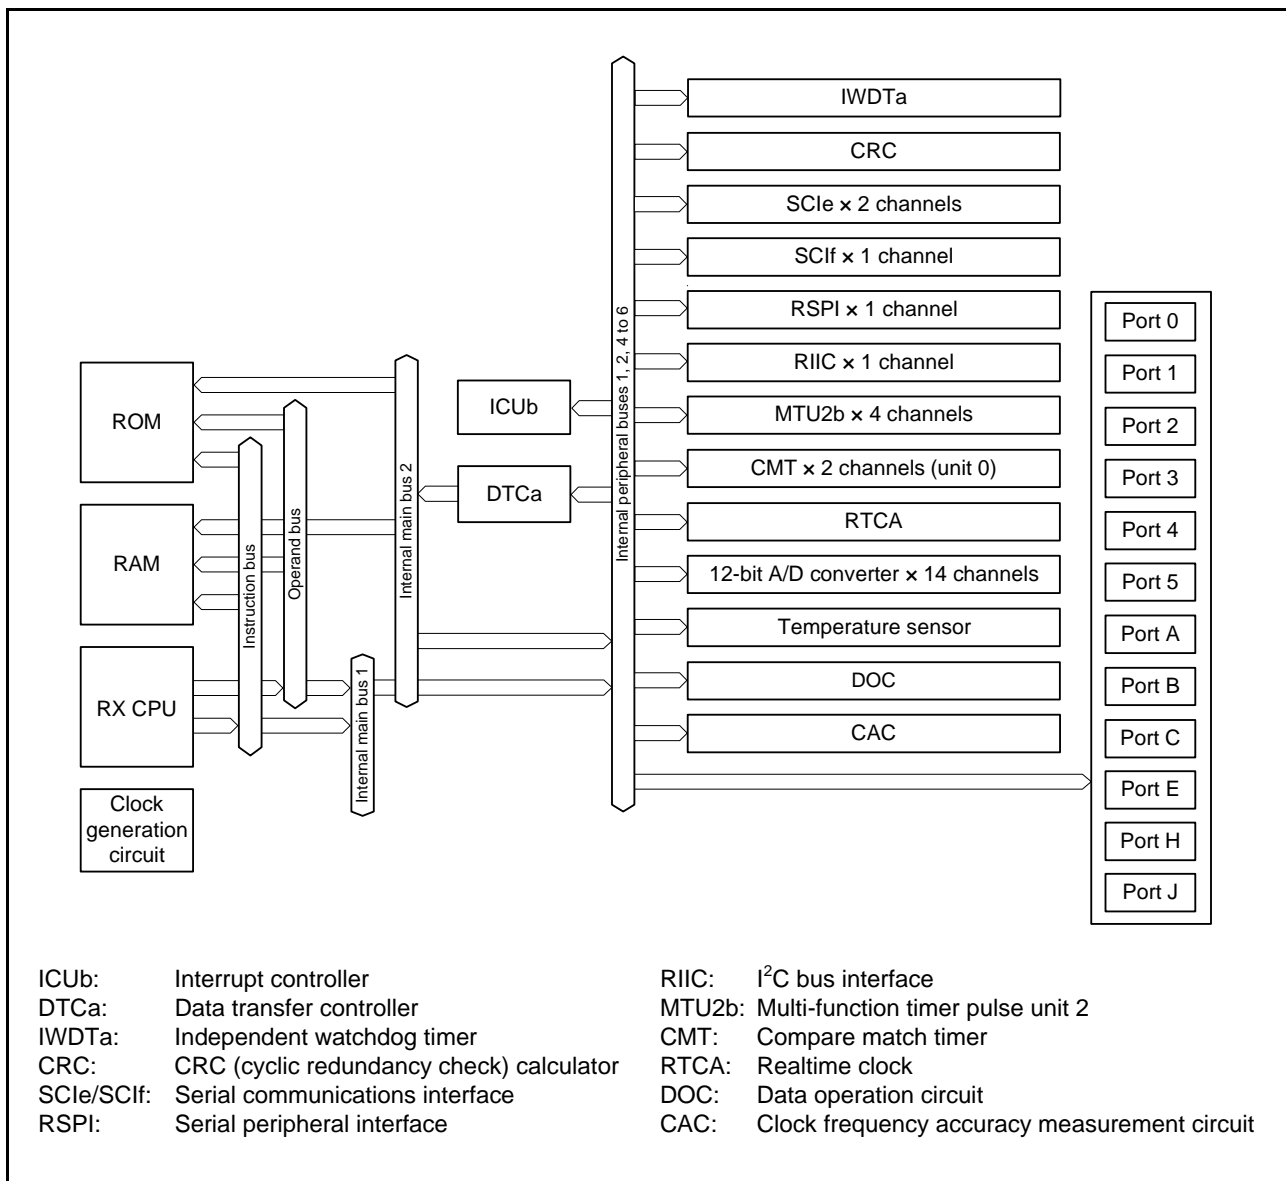 IWDTa
CRC
SCIe × 2 channels
SCIf × 1 channel
RSPI × 1 channel
RIIC × 1 channel
MTU2b × 4 channels
CMT × 2 channels (unit 0)
RTCA
12-bit A/D converter × 14 channels
Temperature sensor
DOC
CAC
Port 0
Port 1
Port 2
Port 3
Port 4
Port 5
Port A
Port B
Port C
Port E
Port H
Port J
ROM
RAM
RX CPU
Clock
generation
circuit
Instruction bus
Operand bus
Internal main bus 1
Internal main bus 2
ICUb
DTCa
Internal peripheral buses 1, 2, 4 to 6
ICUb: Interrupt controller
DTCa: Data transfer controller
IWDTa: Independent watchdog timer
CRC: CRC (cyclic redundancy check) calculator
SCIe/SCIf: Serial communications interface
RSPI: Serial peripheral interface
RIIC: I²C bus interface
MTU2b: Multi-function timer pulse unit 2
CMT: Compare match timer
RTCA: Realtime clock
DOC: Data operation circuit
CAC: Clock frequency accuracy measurement circuit